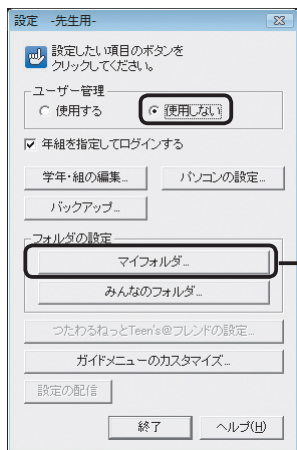 設定 -先生用-
設定したい項目のボタンを
クリックしてください。
ユーザー管理
使用する 使用しない
年組を指定してログインする
学年・組の編集... パソコンの設定...
バックアップ...
フォルダの設定
マイフォルダ...
みんなのフォルダ...
つたわるねっとTeen's@フレンドの設定...
ガイドメニューのカスタマイズ...
設定の配信
終了 ヘルプ(H)